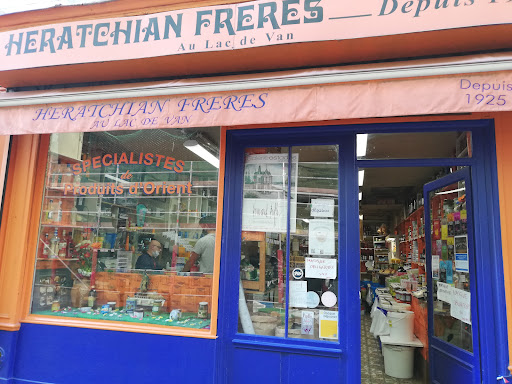 HERATCHIAN FRERES — Depuis
Au Lac de Van
HERATCHIAN FRERES
AU LAC DE VAN
Depuis
1925
SPECIALISTES
de
Produits d'Orient